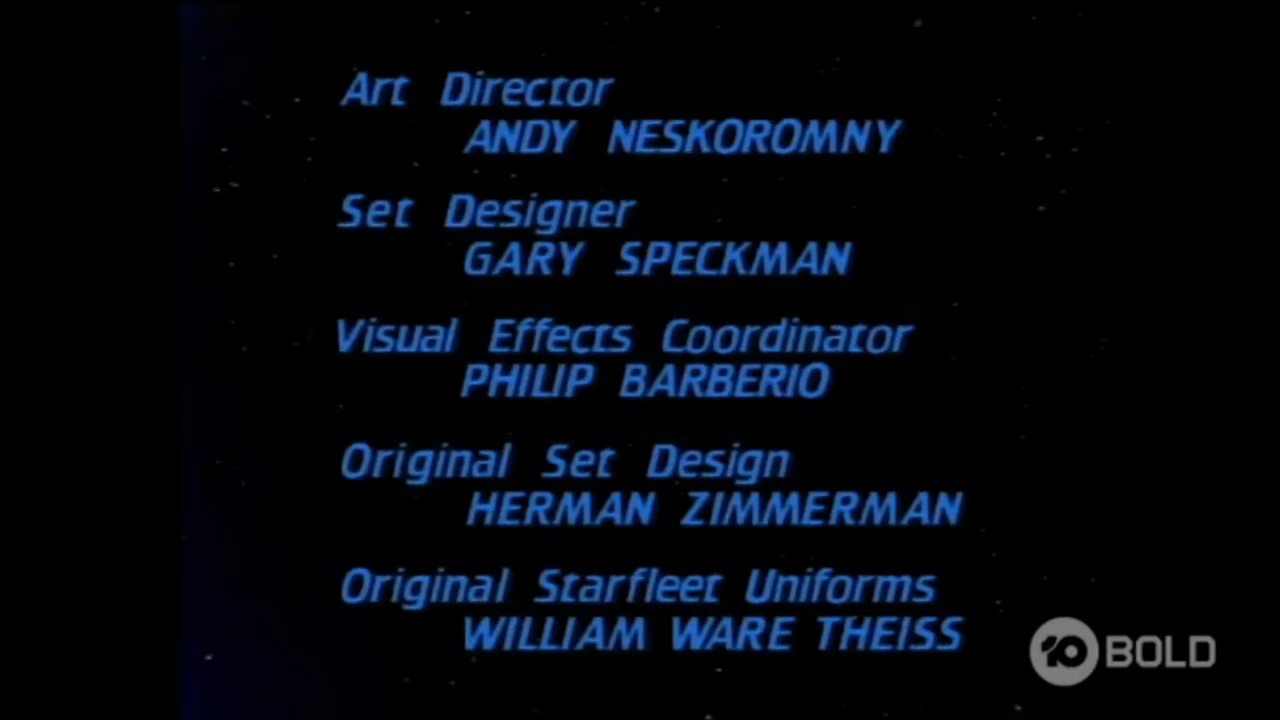 Art Director
ANDY NESKOROMNY
Set Designer
GARY SPECKMAN
Visual Effects Coordinator
PHILIP BARBERIO
Original Set Design
HERMAN ZIMMERMAN
Original Starfleet Uniforms
WILLIAM WARE THEISS
10 BOLD